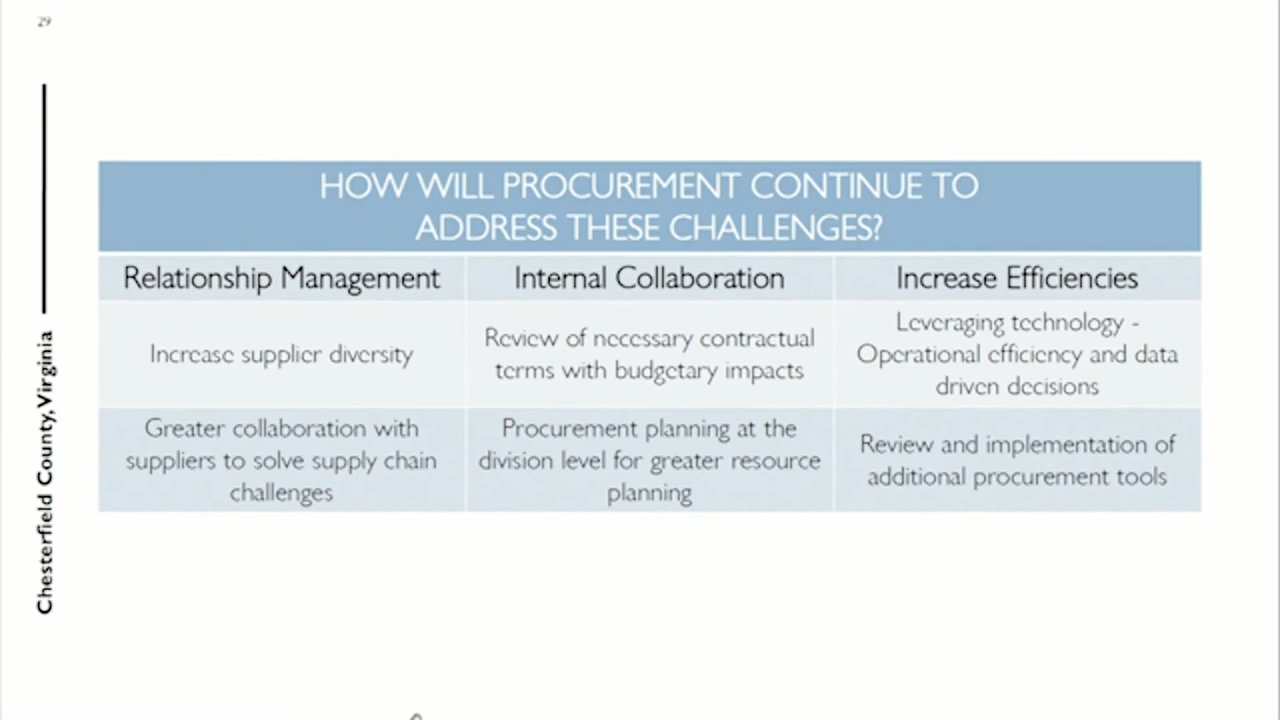 29
Chesterfield County, Virginia
HOW WILL PROCUREMENT CONTINUE TO
ADDRESS THESE CHALLENGES?
Relationship Management
Internal Collaboration
Increase Efficiencies
Increase supplier diversity
Review of necessary contractual
terms with budgetary impacts
Leveraging technology -
Operational efficiency and data
driven decisions
Greater collaboration with
suppliers to solve supply chain
challenges
Procurement planning at the
division level for greater resource
planning
Review and implementation of
additional procurement tools